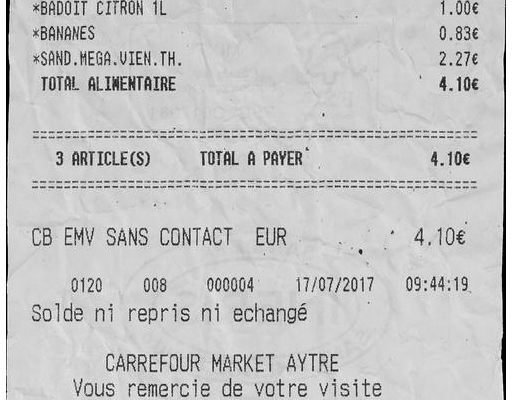 *BADOIT CITRON 1L 1.00€
*BANANES 0.83€
*SAND.MEGA.VIEN.TH. 2.27€
TOTAL ALIMENTAIRE 4.10€
================================================
3 ARTICLE(S) TOTAL A PAYER 4.10€
================================================
CB EMV SANS CONTACT EUR 4.10€
0120 008 000004 17/07/2017 09:44:19
Solde ni repris ni echangé
CARREFOUR MARKET AYTRE
Vous remercie de votre visite